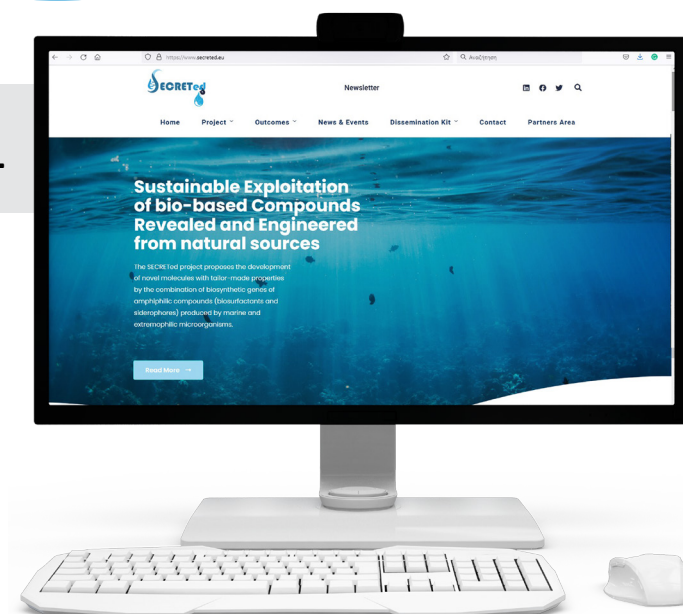 https://www.secreted.eu
Αναζήτηση
SECRETed
Newsletter
Home Project Outcomes News & Events Dissemination Kit Contact Partners Area
Sustainable Exploitation
of bio-based Compounds
Revealed and Engineered
from natural sources
The SECRETed project proposes the development
of novel molecules with tailor-made properties
by the combination of biosynthetic genes of
amphiphilic compounds (biosurfactants and
siderophores) produced by marine and
extremophilic microorganisms.
Read More →